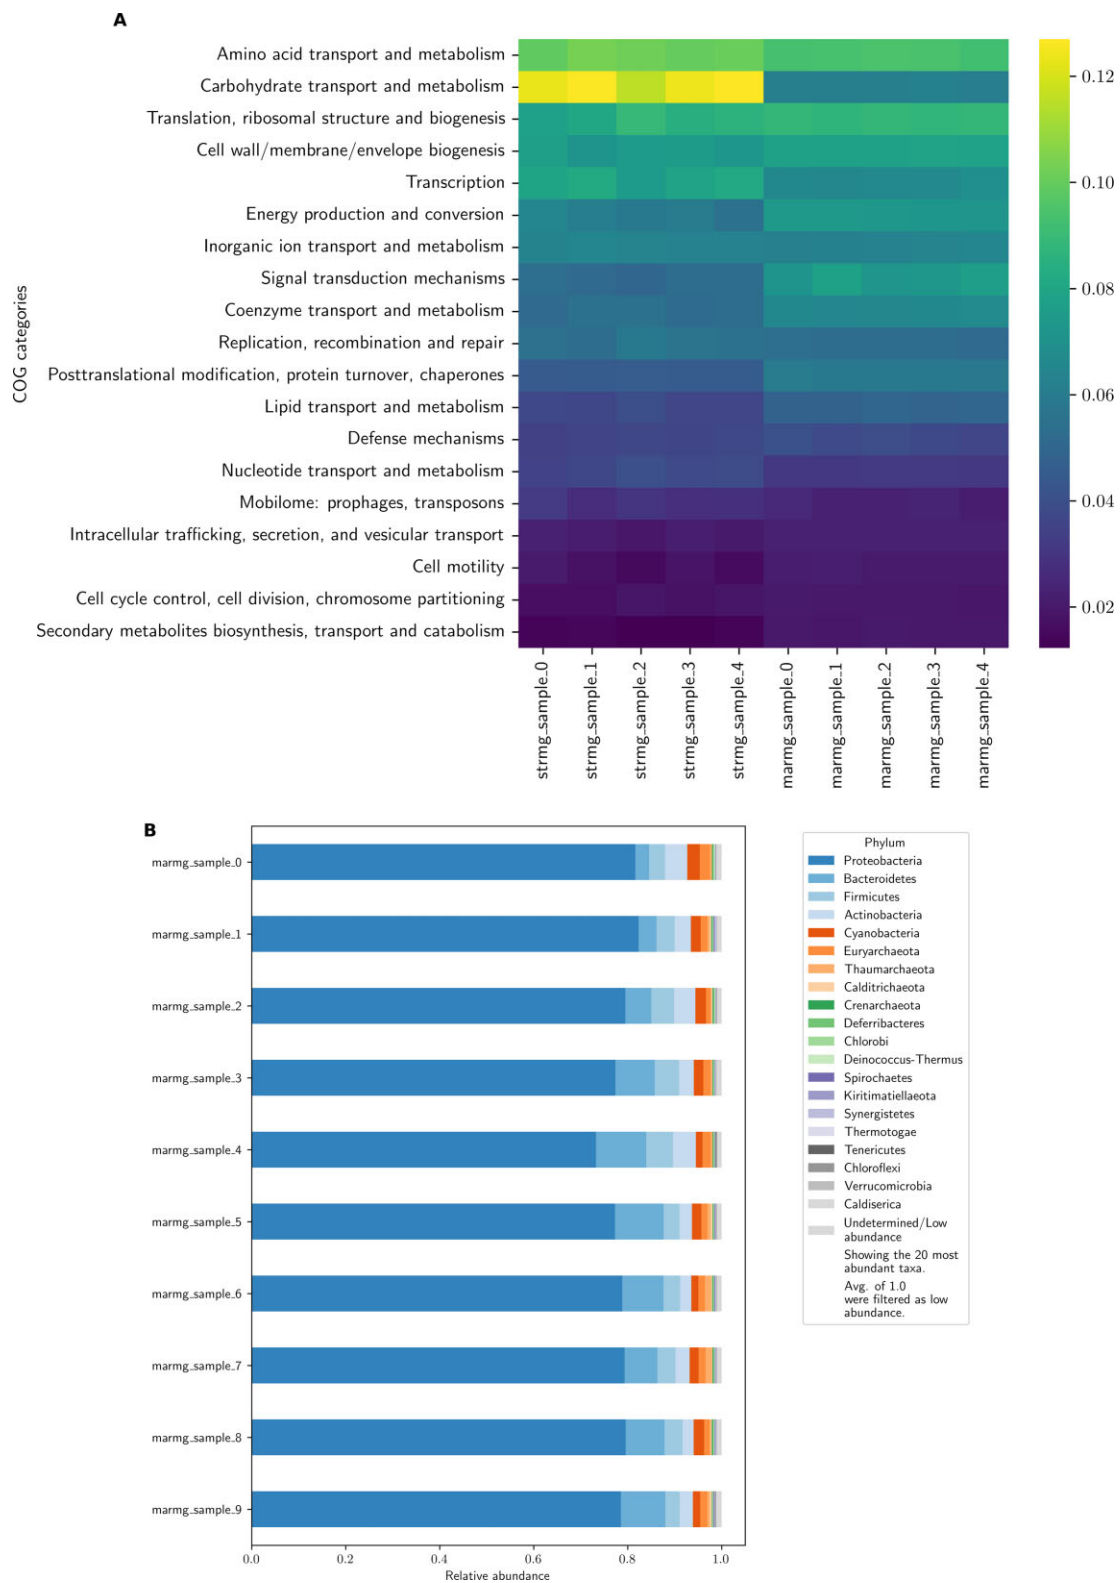 A
Amino acid transport and metabolism
Carbohydrate transport and metabolism
Translation, ribosomal structure and biogenesis
Cell wall/membrane/envelope biogenesis
Transcription
Energy production and conversion
Inorganic ion transport and metabolism
Signal transduction mechanisms
Coenzyme transport and metabolism
Replication, recombination and repair
Posttranslational modification, protein turnover, chaperones
Lipid transport and metabolism
Defense mechanisms
Nucleotide transport and metabolism
Mobilome: prophages, transposons
Intracellular trafficking, secretion, and vesicular transport
Cell motility
Cell cycle control, cell division, chromosome partitioning
Secondary metabolites biosynthesis, transport and catabolism
COG categories
strmg_sample_0
strmg_sample_1
strmg_sample_2
strmg_sample_3
strmg_sample_4
marmg_sample_0
marmg_sample_1
marmg_sample_2
marmg_sample_3
marmg_sample_4
0.12
0.10
0.08
0.06
0.04
0.02
B
marmg_sample_0
marmg_sample_1
marmg_sample_2
marmg_sample_3
marmg_sample_4
marmg_sample_5
marmg_sample_6
marmg_sample_7
marmg_sample_8
marmg_sample_9
0.0 0.2 0.4 0.6 0.8 1.0
Relative abundance
Phylum
Proteobacteria
Bacteroidetes
Firmicutes
Actinobacteria
Cyanobacteria
Euryarchaeota
Thaumarchaeota
Calditrichaeota
Crenarchaeota
Deferribacteres
Chlorobi
Deinococcus-Thermus
Spirochaetes
Kiritimatiellaeota
Synergistetes
Thermotogae
Tenericutes
Chloroflexi
Verrucomicrobia
Caldiserica
Undetermined/Low
abundance
Showing the 20 most
abundant taxa.
Avg. of 1.0
were filtered as low
abundance.